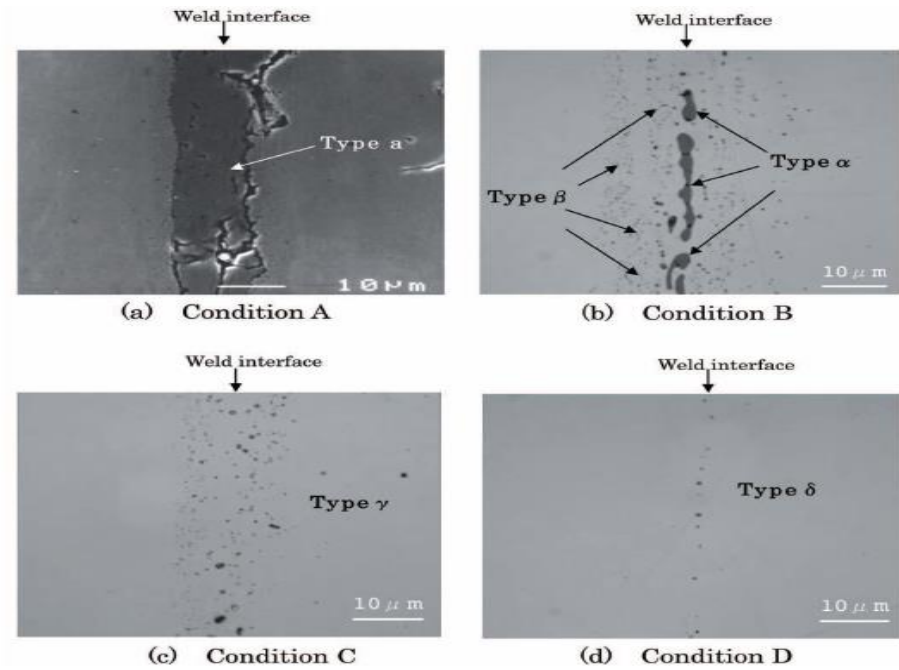 Weld interface
Weld interface
Type a
Type α
Type β
10μm
10μm
(a) Condition A
(b) Condition B
Weld interface
Weld interface
Type γ
Type δ
10μm
10μm
(c) Condition C
(d) Condition D